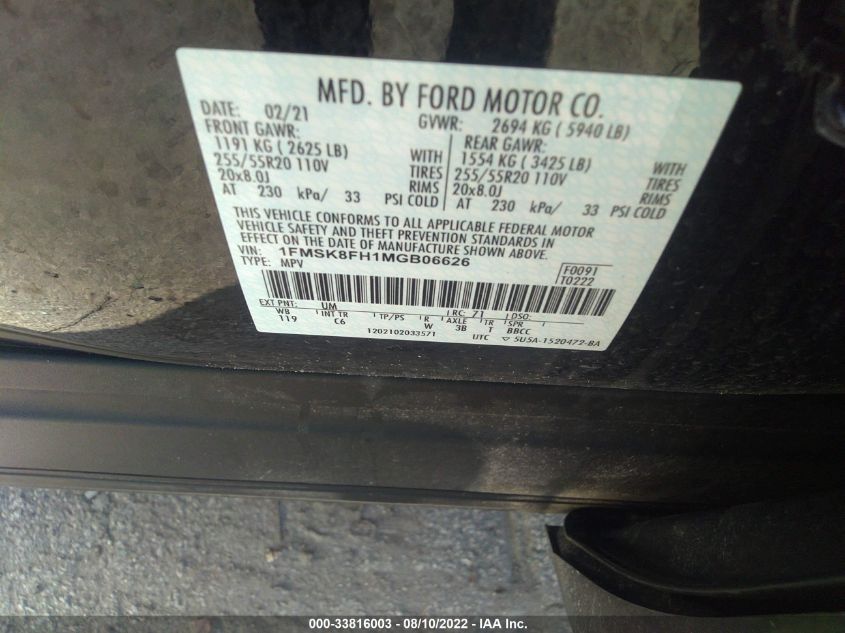 MFD. BY FORD MOTOR CO.
DATE: 02/21 GVWR: 2694 KG ( 5940 LB)
FRONT GAWR: REAR GAWR:
1191 KG ( 2625 LB) WITH 1554 KG ( 3425 LB) WITH
255/55R20 110V TIRES 255/55R20 110V TIRES
20x8.0J RIMS 20x8.0J RIMS
AT 230 kPa/ 33 PSI COLD AT 230 kPa/ 33 PSI COLD
THIS VEHICLE CONFORMS TO ALL APPLICABLE FEDERAL MOTOR
VEHICLE SAFETY AND THEFT PREVENTION STANDARDS IN
EFFECT ON THE DATE OF MANUFACTURE SHOWN ABOVE.
VIN: 1FMSK8FH1MGB06626
TYPE: MPV
F0091
T0222
EXT PNT: UM RC: 71 DSO:
WB INT TR TP/PS R AXLE TR SPR
119 C6 W 3B T BBCC
1202102033571
UTC ▽ 5U5A-1520472-BA
000-33816003 - 08/10/2022 - IAA Inc.